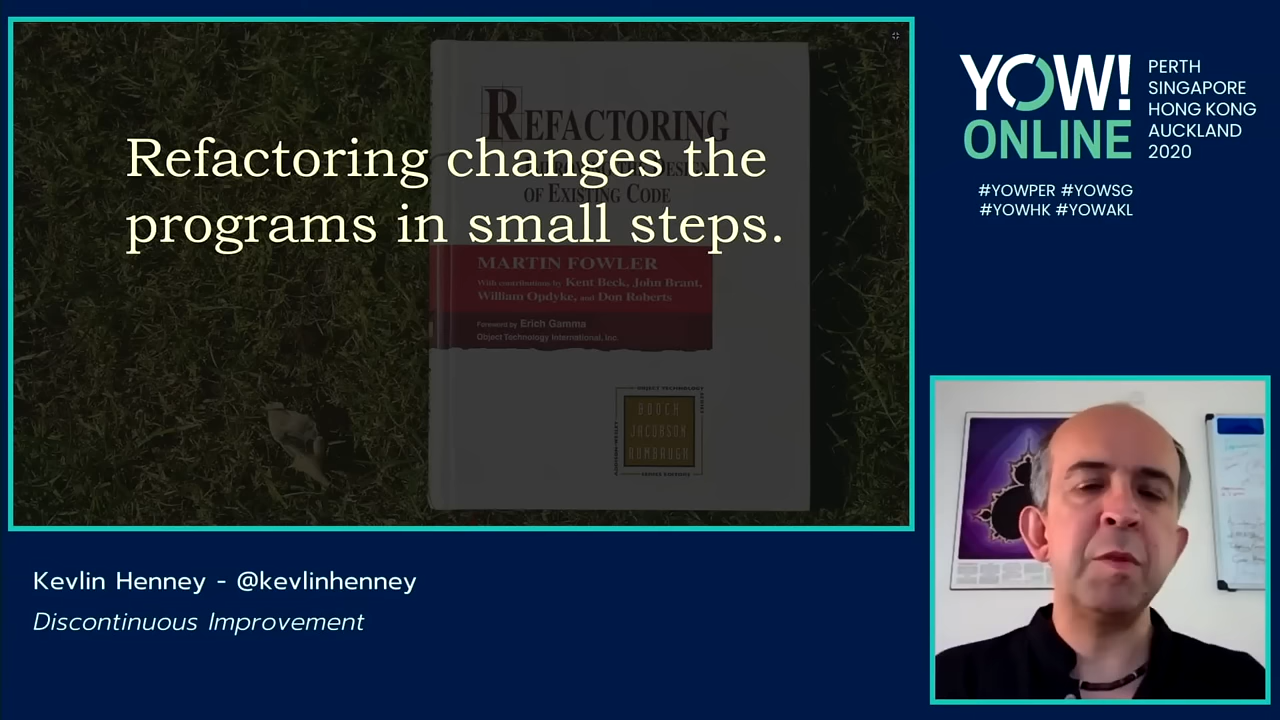 Refactoring changes the
programs in small steps.
REFACTORING
OF EXISTING CODE
MARTIN FOWLER
With contributions by Kent Beck, John Brant,
William Opdyke, and Don Roberts
Foreword by Erich Gamma
Object Technology International, Inc.
BOOCH
JACOBSON
RUMBAUGH
YOW!
ONLINE
PERTH
SINGAPORE
HONG KONG
AUCKLAND
2020
#YOWPER #YOWSG
#YOWHK #YOWAKL
Kevlin Henney - @kevlinhenney
Discontinuous Improvement